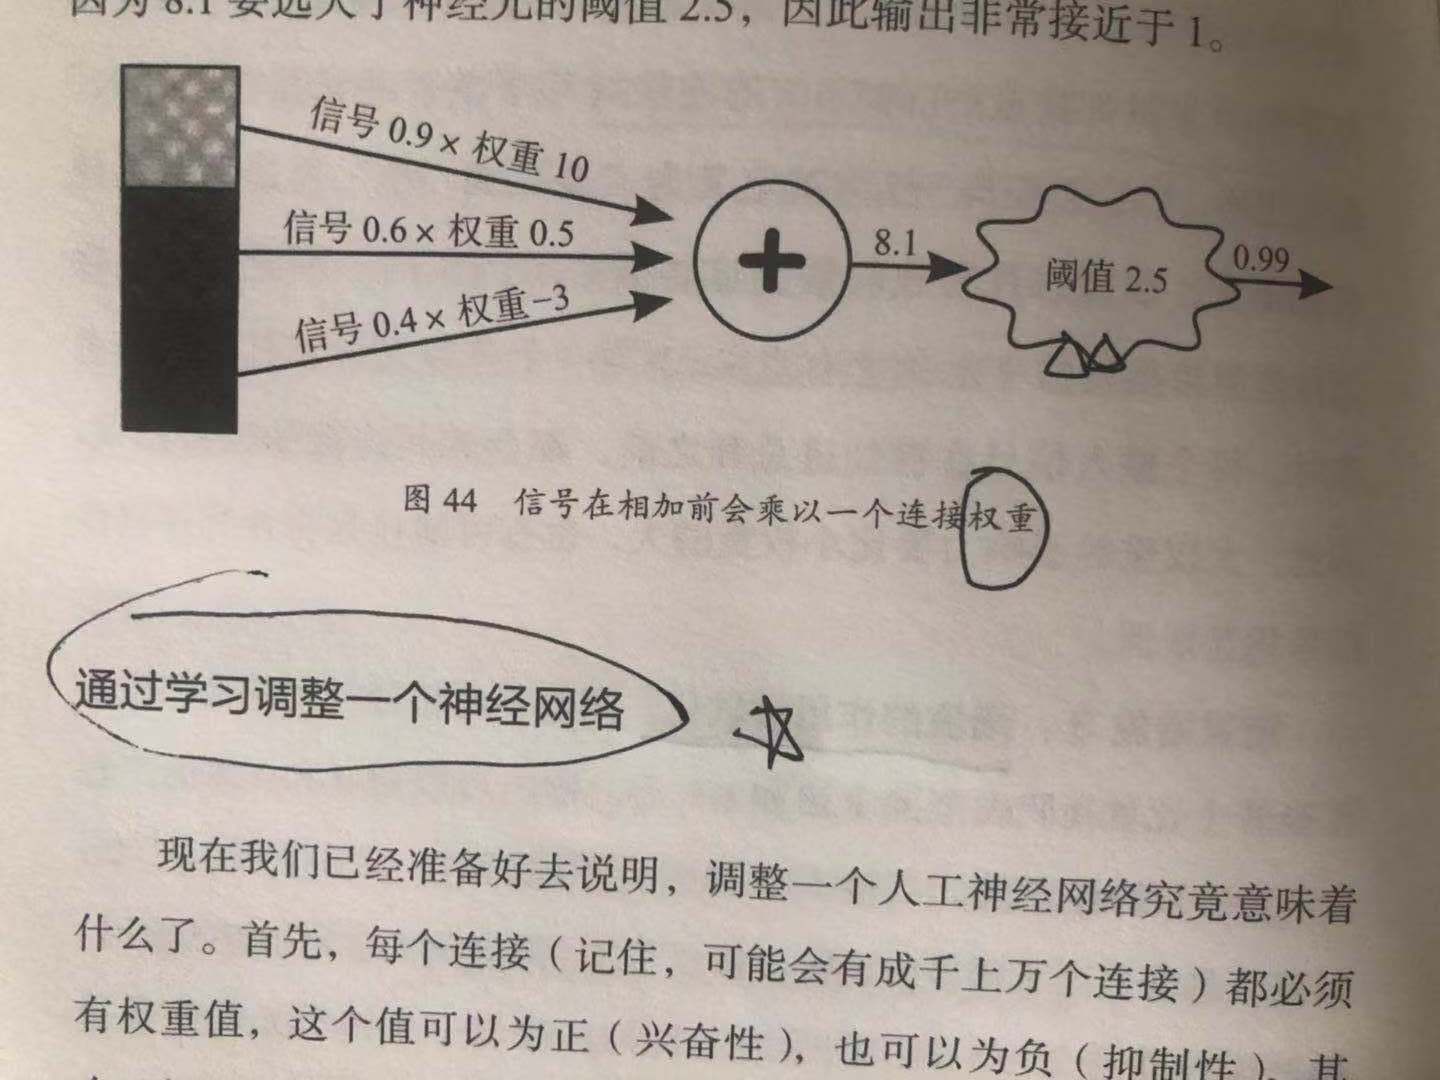 因为 8.1 要远大于神经元的阈值 2.5，因此输出非常接近于 1。
信号 0.9 × 权重 10
信号 0.6 × 权重 0.5
信号 0.4 × 权重 -3
+
8.1
阈值 2.5
0.99
图 44 信号在相加前会乘以一个连接权重
通过学习调整一个神经网络
现在我们已经准备好去说明，调整一个人工神经网络究竟意味着
什么了。首先，每个连接（记住，可能会有成千上万个连接）都必须
有权重值，这个值可以为正（兴奋性），也可以为负（抑制性）。其